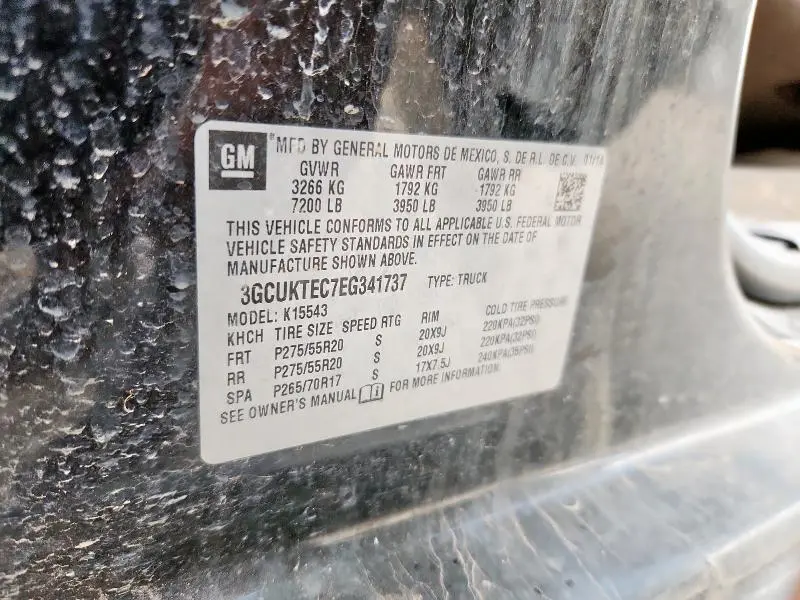 GM
® MFD BY GENERAL MOTORS DE MEXICO, S. DE R.L. DE C.V. 01/14
GVWR GAWR FRT GAWR RR
3266 KG 1792 KG 1792 KG
7200 LB 3950 LB 3950 LB
THIS VEHICLE CONFORMS TO ALL APPLICABLE U.S. FEDERAL MOTOR
VEHICLE SAFETY STANDARDS IN EFFECT ON THE DATE OF
MANUFACTURE SHOWN ABOVE.
3GCUKTEC7EG341737 TYPE: TRUCK
MODEL: K15543
KHCH TIRE SIZE SPEED RTG RIM COLD TIRE PRESSURE
FRT P275/55R20 S 20X9J 220KPA(32PSI)
RR P275/55R20 S 20X9J 220KPA(32PSI)
SPA P265/70R17 S 17X7.5J 240KPA(35PSI)
SEE OWNER'S MANUAL FOR MORE INFORMATION.